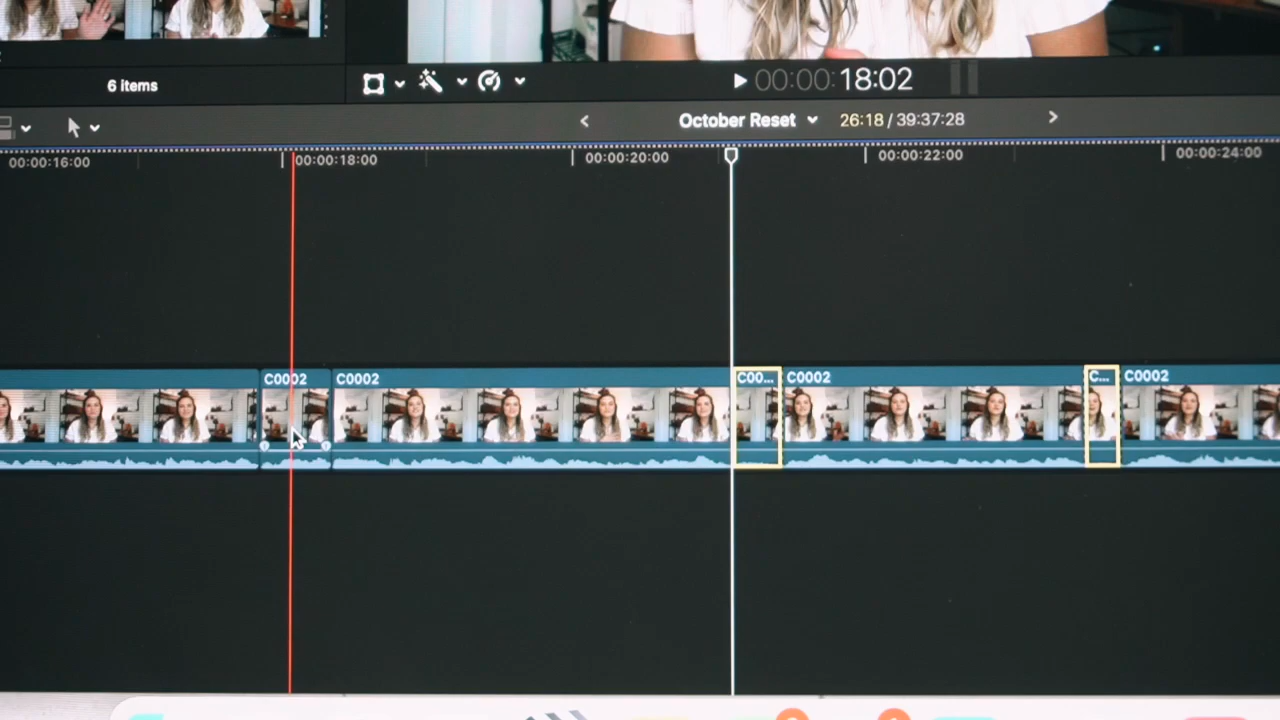 6 items
00:00:18:02
October Reset
26:18 / 39:37:28
00:00:16:00
00:00:18:00
00:00:20:00
00:00:22:00
00:00:24:00
C0002
C0002
C00...
C0002
C...
C0002